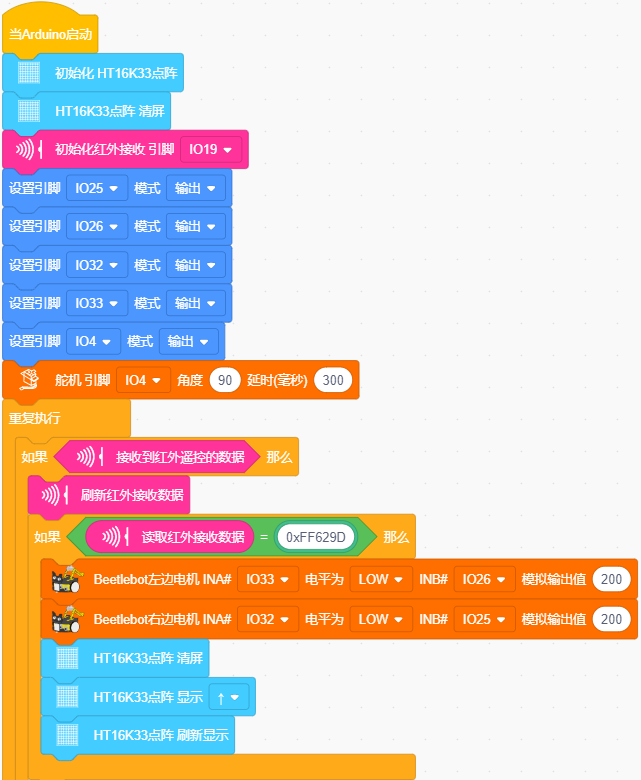 当Arduino启动
初始化 HT16K33点阵
HT16K33点阵 清屏
初始化红外接收 引脚 IO19
设置引脚 IO25 模式 输出
设置引脚 IO26 模式 输出
设置引脚 IO32 模式 输出
设置引脚 IO33 模式 输出
设置引脚 IO4 模式 输出
舵机 引脚 IO4 角度 90 延时(毫秒) 300
重复执行
如果 接收到红外遥控的数据 那么
刷新红外接收数据
如果 读取红外接收数据 = 0xFF629D 那么
Beetlebot左边电机 INA# IO33 电平为 LOW INB# IO26 模拟输出值 200
Beetlebot右边电机 INA# IO32 电平为 LOW INB# IO25 模拟输出值 200
HT16K33点阵 清屏
HT16K33点阵 显示 ↑
HT16K33点阵 刷新显示